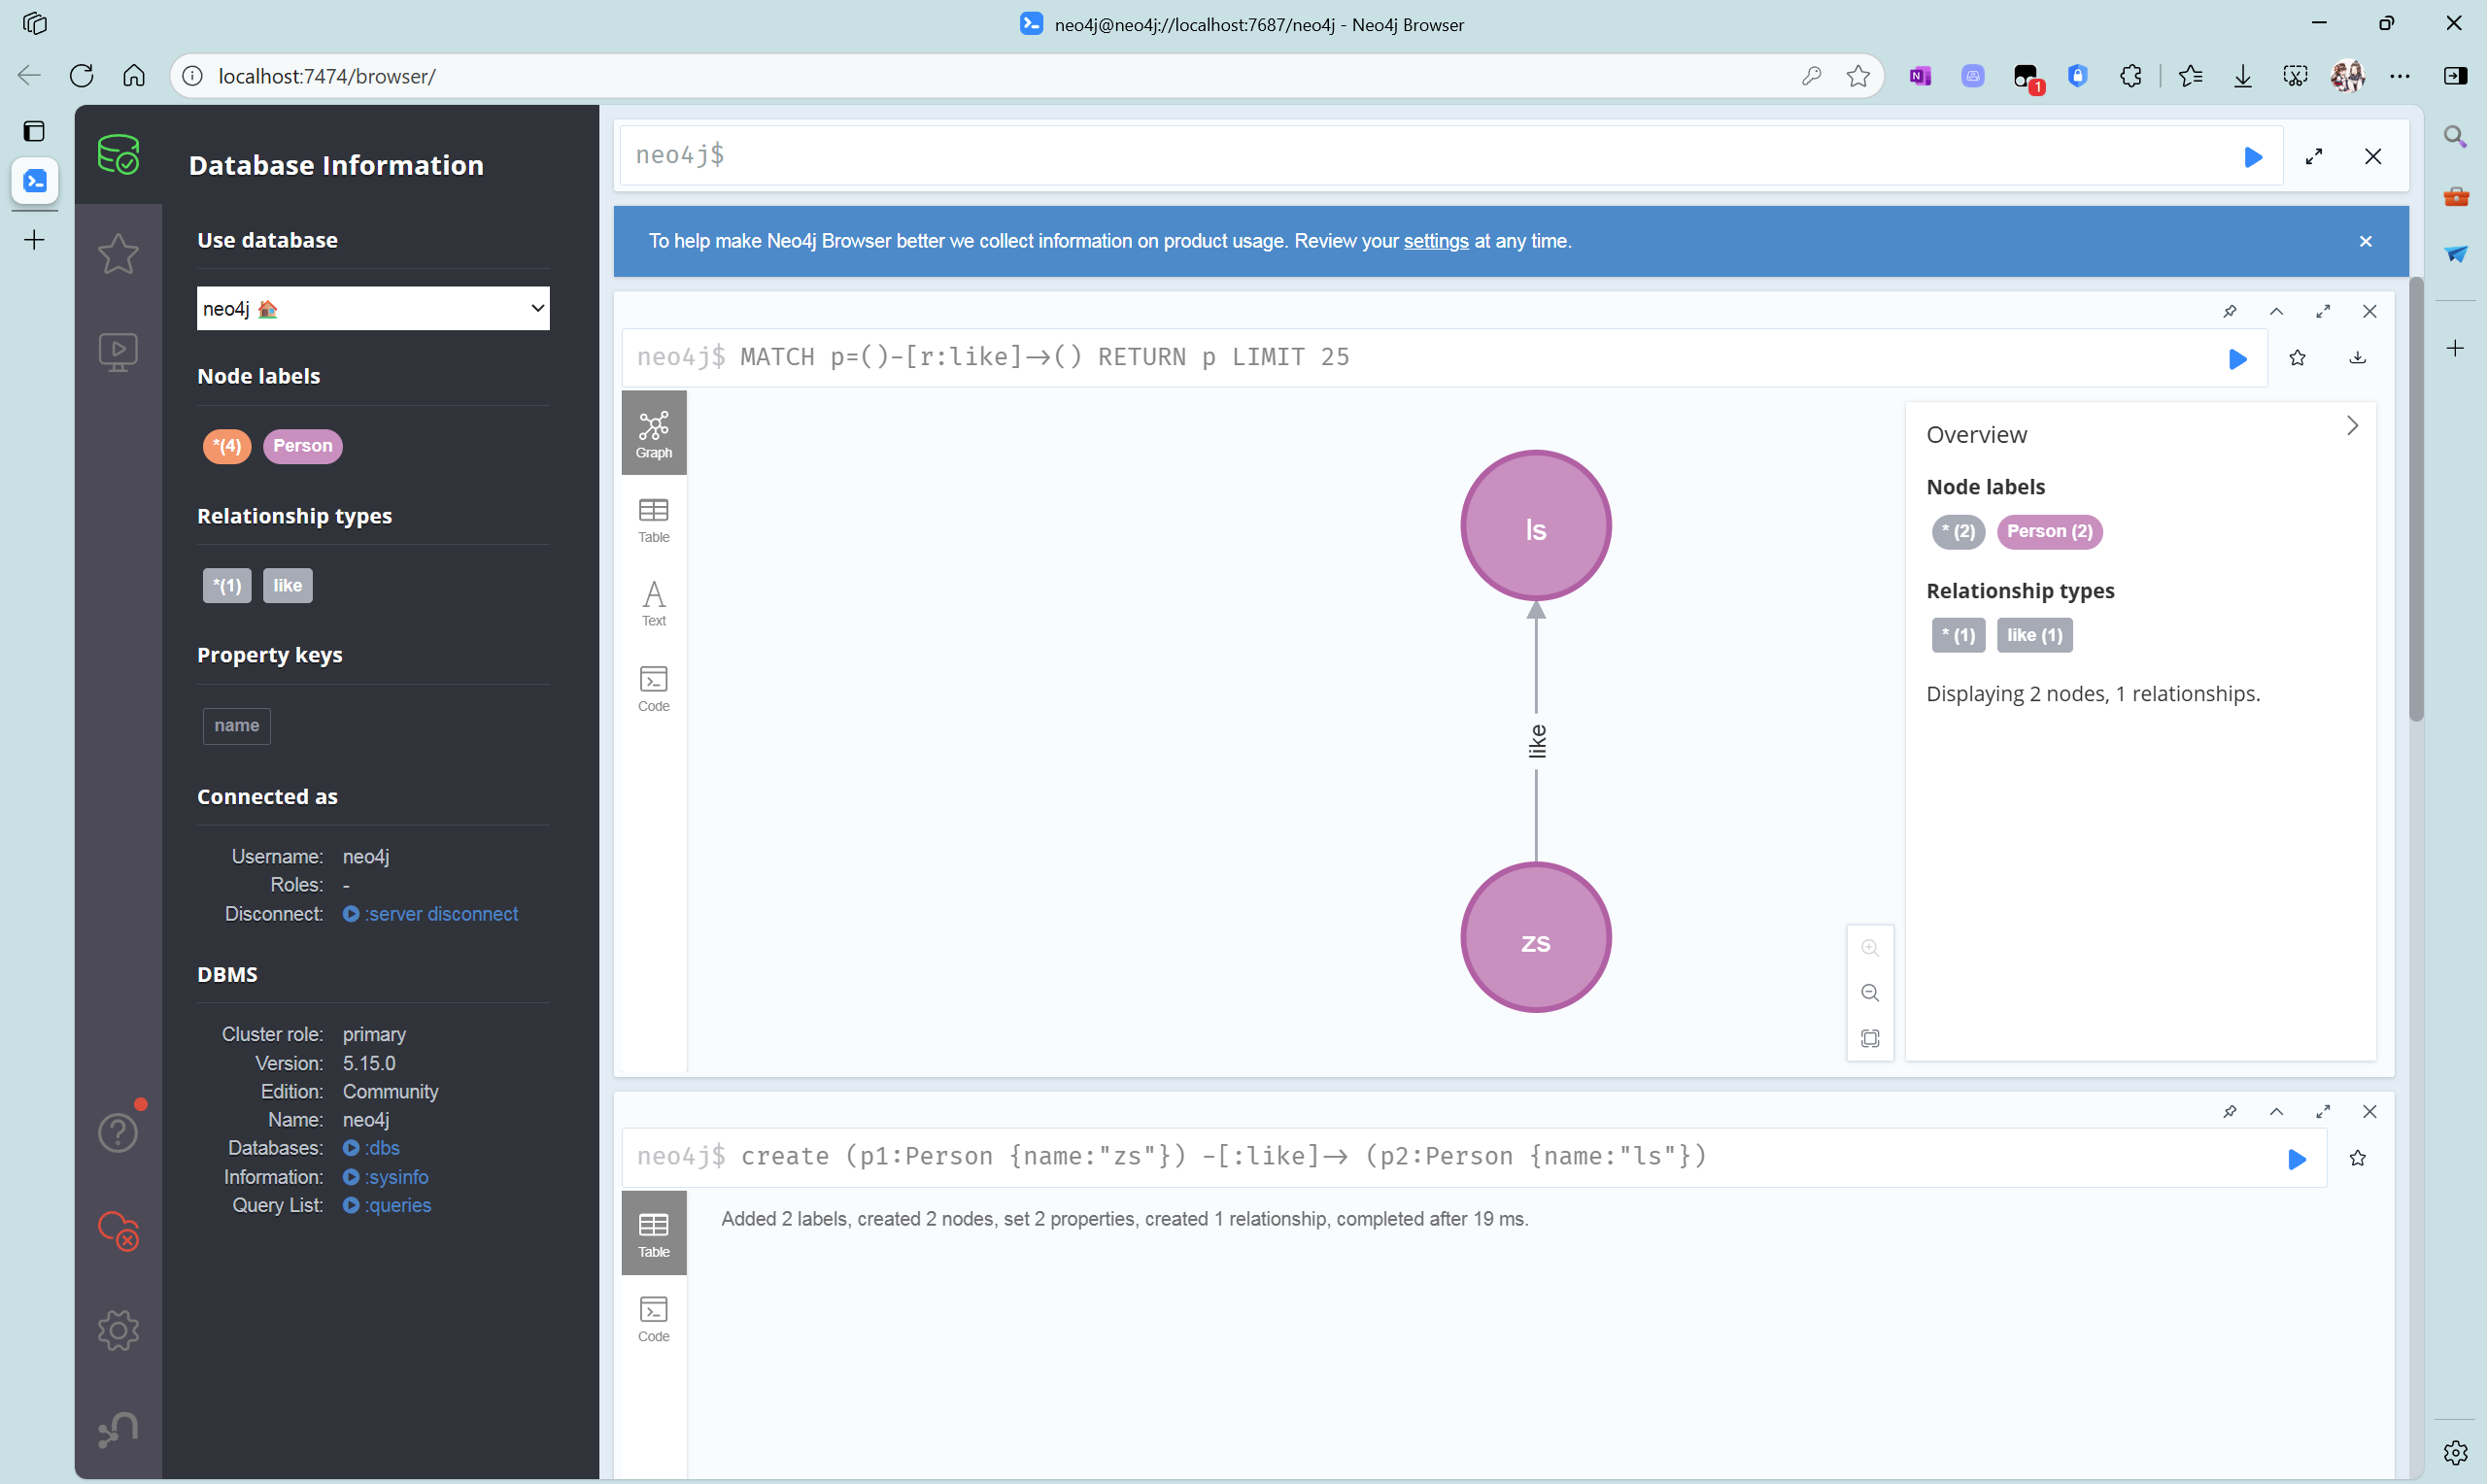 neo4j@neo4j://localhost:7687/neo4j - Neo4j Browser
localhost:7474/browser/
1
Database Information
Use database
neo4j
Node labels
*(4) Person
Relationship types
*(1) like
Property keys
name
Connected as
Username: neo4j
Roles: -
Disconnect: :server disconnect
DBMS
Cluster role: primary
Version: 5.15.0
Edition: Community
Name: neo4j
Databases: :dbs
Information: :sysinfo
Query List: :queries
neo4j$
To help make Neo4j Browser better we collect information on product usage. Review your settings at any time.
neo4j$ MATCH p=()-[r:like]->() RETURN p LIMIT 25
Graph
Table
Text
Code
ls
like
zs
Overview
Node labels
* (2) Person (2)
Relationship types
* (1) like (1)
Displaying 2 nodes, 1 relationships.
neo4j$ create (p1:Person {name:"zs"}) -[:like]-> (p2:Person {name:"ls"})
Table
Code
Added 2 labels, created 2 nodes, set 2 properties, created 1 relationship, completed after 19 ms.